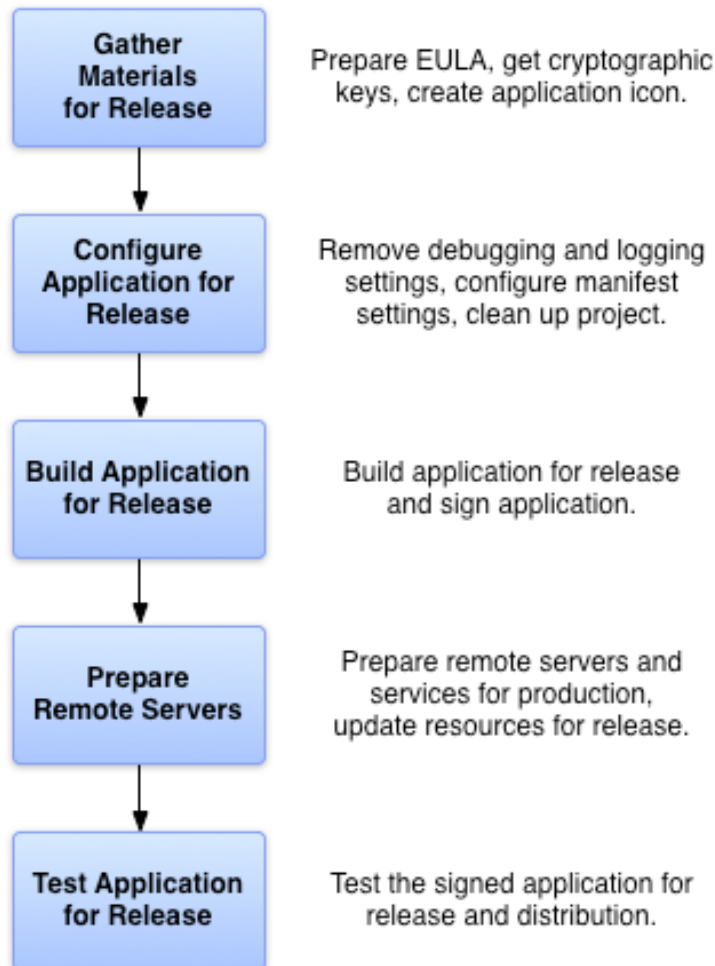 Gather
Materials
for Release
Prepare EULA, get cryptographic
keys, create application icon.
Configure
Application for
Release
Remove debugging and logging
settings, configure manifest
settings, clean up project.
Build Application
for Release
Build application for release
and sign application.
Prepare
Remote Servers
Prepare remote servers and
services for production,
update resources for release.
Test Application
for Release
Test the signed application for
release and distribution.